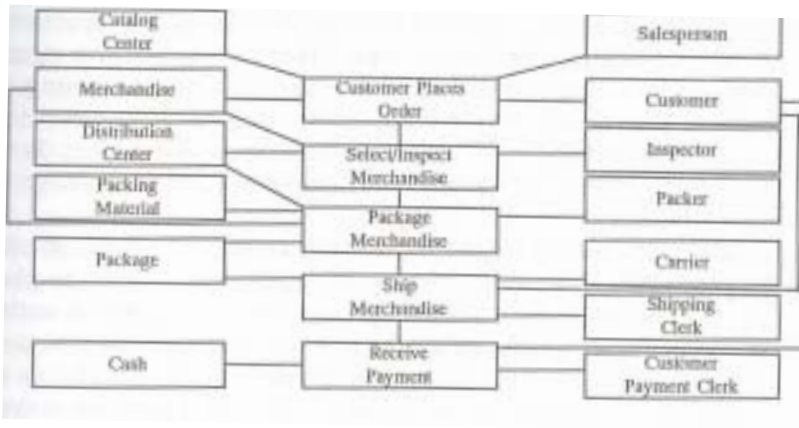 Catalog
Center
Salesperson
Merchandise
Customer Places
Order
Customer
Distribution
Center
Select/Inspect
Merchandise
Inspector
Packing
Material
Package
Merchandise
Packer
Package
Ship
Merchandise
Carrier
Shipping
Clerk
Cash
Receive
Payment
Customer
Payment Clerk